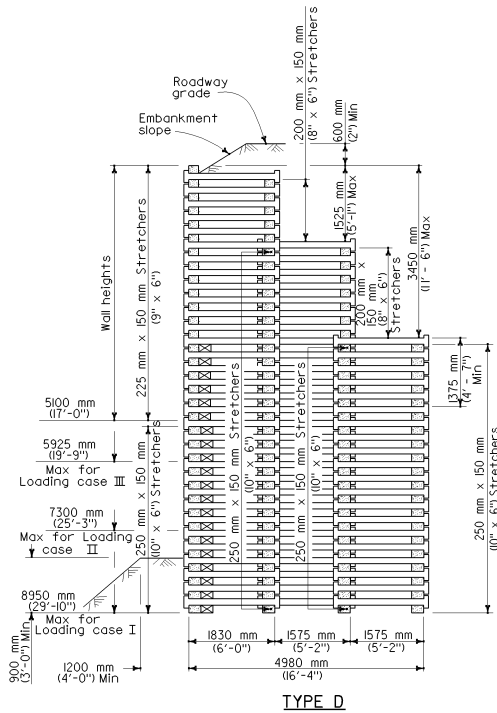 Roadway
grade
Embankment
slope
200 mm x 150 mm
(8" x 6") Stretchers
600 mm
(2") Min
1525 mm
(5'-1") Max
3450 mm
(11' - 6") Max
200 mm x
150 mm
(8" x 6")
Stretchers
Wall heights
225 mm x 150 mm Stretchers
(9" x 6")
1375 mm
(4' - 7")
Min
5100 mm
(17'-0")
5925 mm
(19'-9")
Max for
Loading case III
7300 mm
(25'-3")
Max for Loading
case II
8950 mm
(29'-10")
Max for
Loading case I
250 mm x 150 mm
(10" x 6") Stretchers
250 mm x 150 mm Stretchers
(10" x 6")
250 mm x 150 mm Stretchers
(10" x 6")
250 mm x 150 mm
(10" x 6") Stretchers
900 mm
(3'-0") Min
1200 mm
(4'-0") Min
1830 mm
(6'-0")
1575 mm
(5'-2")
1575 mm
(5'-2")
4980 mm
(16'-4")
TYPE D